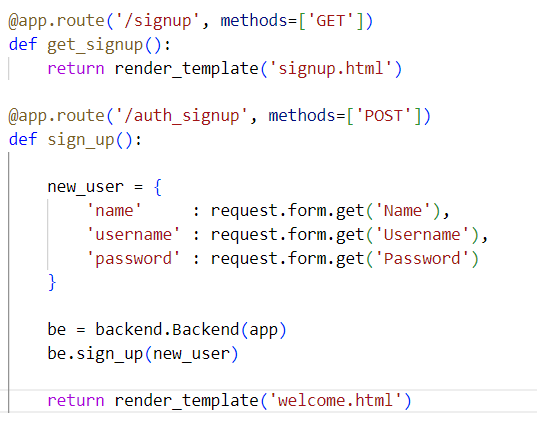 @app.route('/signup', methods=['GET'])
def get_signup():
    return render_template('signup.html')

@app.route('/auth_signup', methods=['POST'])
def sign_up():

    new_user = {
        'name'     : request.form.get('Name'),
        'username' : request.form.get('Username'),
        'password' : request.form.get('Password')
    }

    be = backend.Backend(app)
    be.sign_up(new_user)

    return render_template('welcome.html')